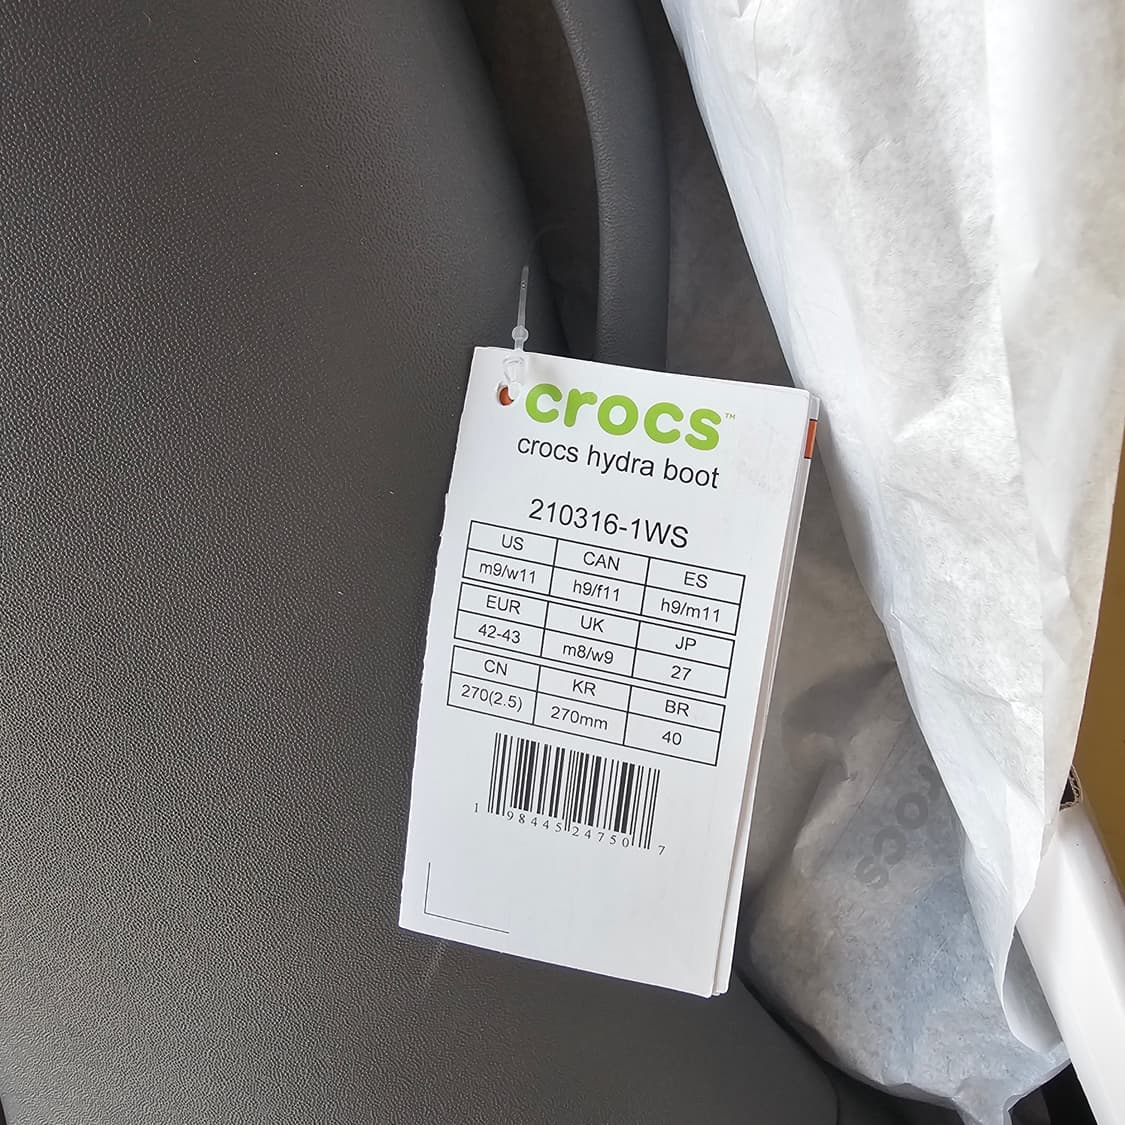 crocs™
crocs hydra boot
210316-1WS
US CAN ES
m9/w11 h9/f11 h9/m11
EUR UK JP
42-43 m8/w9 27
CN KR BR
270(2.5) 270mm 40
1 98445 24750 7
rocs